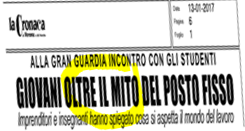 la Cronaca
Data 13-01-2017
Pagina 6
Foglio 1
ALLA GRAN GUARDIA INCONTRO CON GLI STUDENTI
GIOVANI OLTRE IL MITO DEL POSTO FISSO
Imprenditori e insegnanti hanno spiegato cosa si aspetta il mondo del lavoro